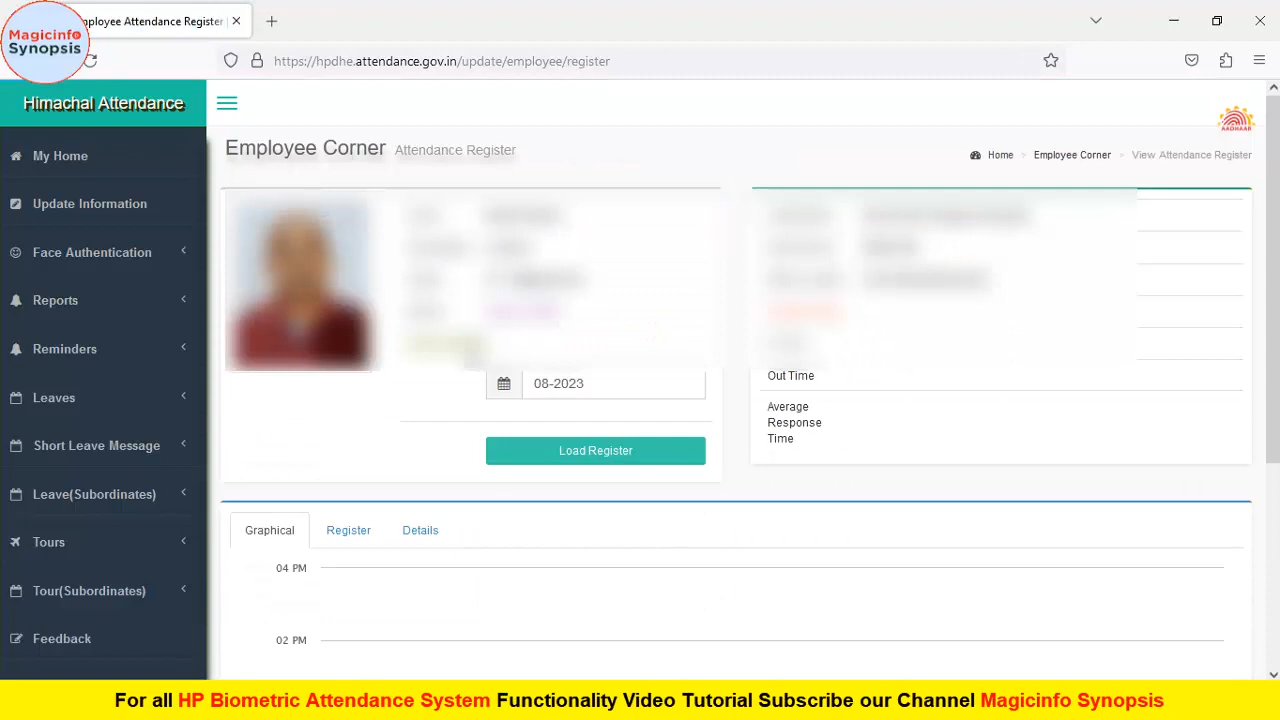 Employee Attendance Register |
Magicinfo
Synopsis
https://hpdhe.attendance.gov.in/update/employee/register
Himachal Attendance
AADHAAR
Employee Corner Attendance Register
Home > Employee Corner > View Attendance Register
My Home
Update Information
Face Authentication
Reports
Reminders
Leaves
Short Leave Message
Leave(Subordinates)
Tours
Tour(Subordinates)
Feedback
08-2023
Load Register
Out Time
Average
Response
Time
Graphical Register Details
04 PM
02 PM
For all HP Biometric Attendance System Functionality Video Tutorial Subscribe our Channel Magicinfo Synopsis